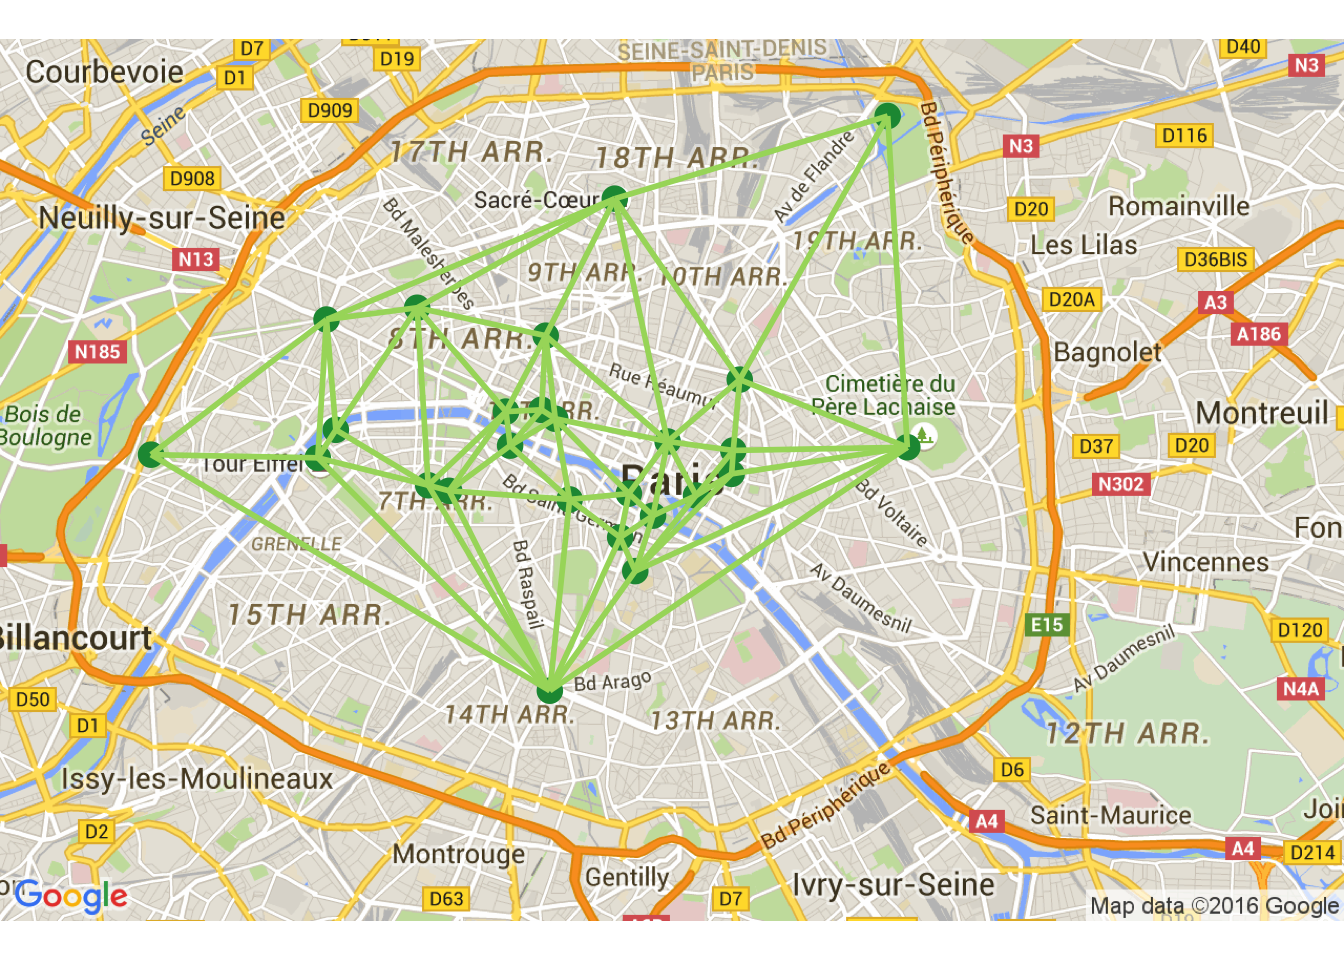 SEINE-SAINT-DENIS
PARIS
D7
D19
D40
N3
Courbevoie
D1
D909
Seine
D116
N3
17TH ARR.
18TH ARR.
Av de Flandre
Bd Périphérique
D908
Sacré-Cœur
D20
Romainville
Neuilly-sur-Seine
Bd Malesherbes
19TH ARR.
Les Lilas
N13
9TH ARR.
10TH ARR.
D36BIS
D20A
A3
A186
8TH ARR.
N185
Bagnolet
Rue Réaumur
Cimetière du
Père Lachaise
Bois de
Boulogne
ARR.
Montreuil
D37
D20
Tour Eiffel
Paris
N302
7TH ARR.
Bd Saint-Germain
Bd Voltaire
Fon
GRENELLE
Bd Raspail
Vincennes
Av Daumesnil
15TH ARR.
E15
D120
Billancourt
Av Daumesnil
Bd Arago
N4A
D50
14TH ARR.
13TH ARR.
12TH ARR.
D1
Issy-les-Moulineaux
D6
Bd Périphérique
A4
Saint-Maurice
Joi
D2
Montrouge
A4
D214
Gentilly
Ivry-sur-Seine
Google
D63
D7
Map data ©2016 Google